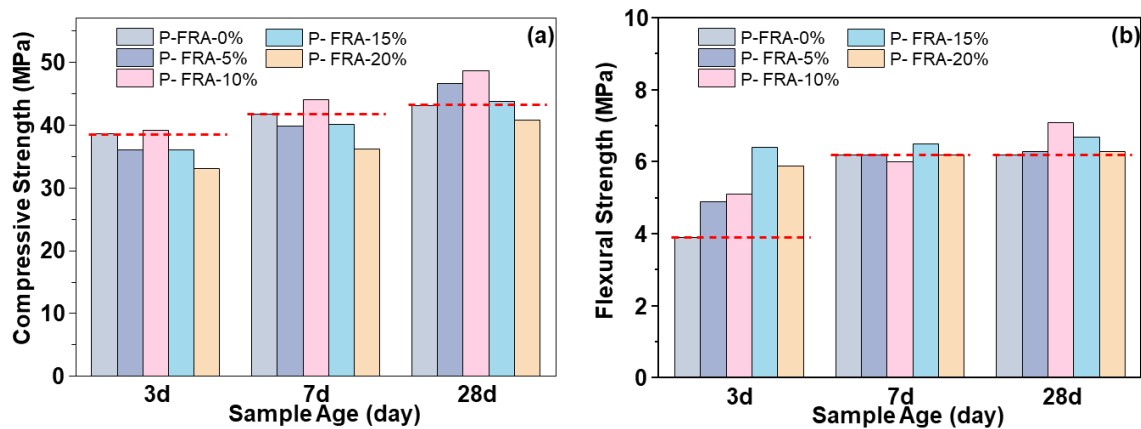 (a)
P-FRA-0%
P- FRA-5%
P- FRA-10%
P- FRA-15%
P- FRA-20%
Compressive Strength (MPa)
50
40
30
20
10
0
3d
7d
28d
Sample Age (day)
(b)
P-FRA-0%
P- FRA-5%
P- FRA-10%
P- FRA-15%
P- FRA-20%
Flexural Strength (MPa)
10
8
6
4
2
0
3d
7d
28d
Sample Age (day)